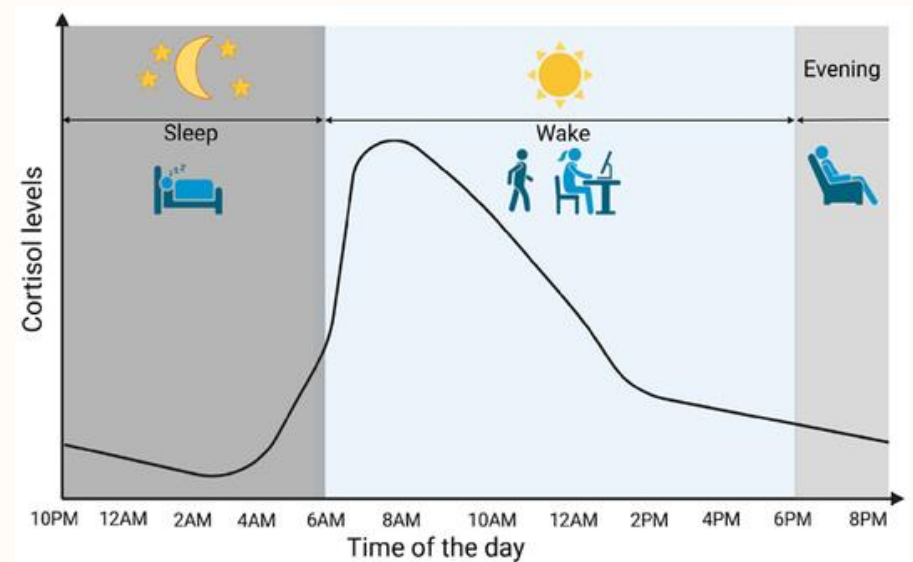 Evening
Sleep
Wake
zzz
Cortisol levels
10PM 12AM 2AM 4AM 6AM 8AM 10AM 12AM 2PM 4PM 6PM 8PM
Time of the day